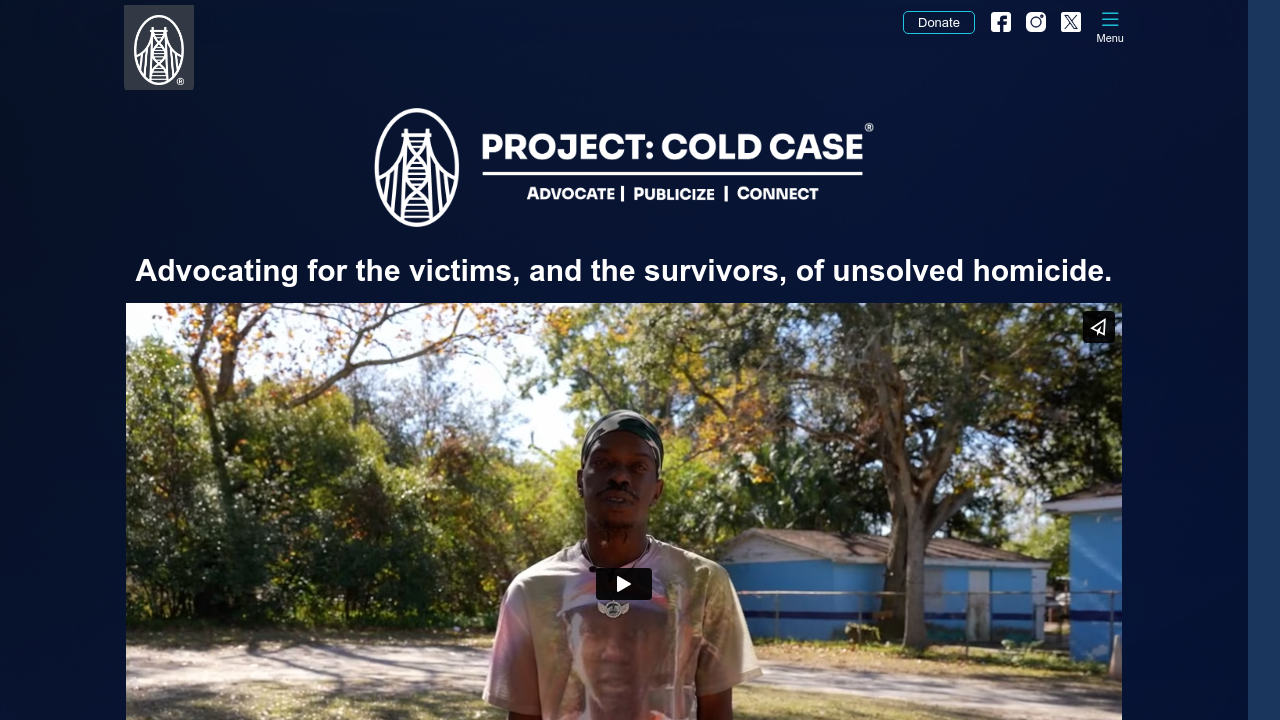 ®
Donate
Menu
PROJECT: COLD CASE®
ADVOCATE | PUBLICIZE | CONNECT
Advocating for the victims, and the survivors, of unsolved homicide.